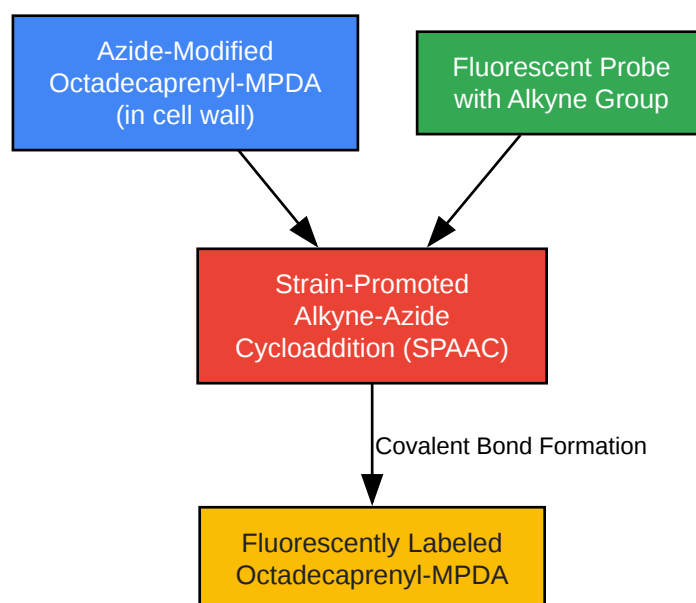 Azide-Modified
Octadecaprenyl-MPDA
(in cell wall)
Fluorescent Probe
with Alkyne Group
Strain-Promoted
Alkyne-Azide
Cycloaddition (SPAAC)
Covalent Bond Formation
Fluorescently Labeled
Octadecaprenyl-MPDA